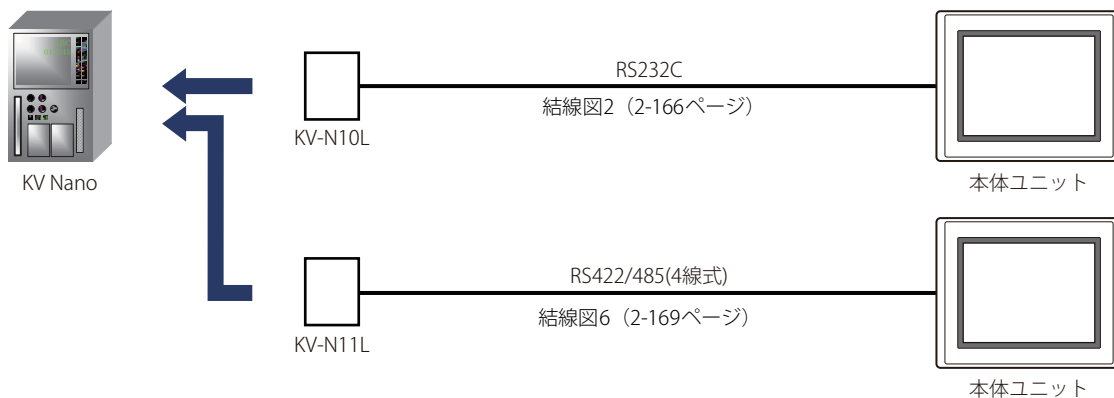 RS232C
結線図2（2-166ページ）
KV-N10L
KV Nano
本体ユニット
RS422/485(4線式)
結線図6（2-169ページ）
KV-N11L
本体ユニット